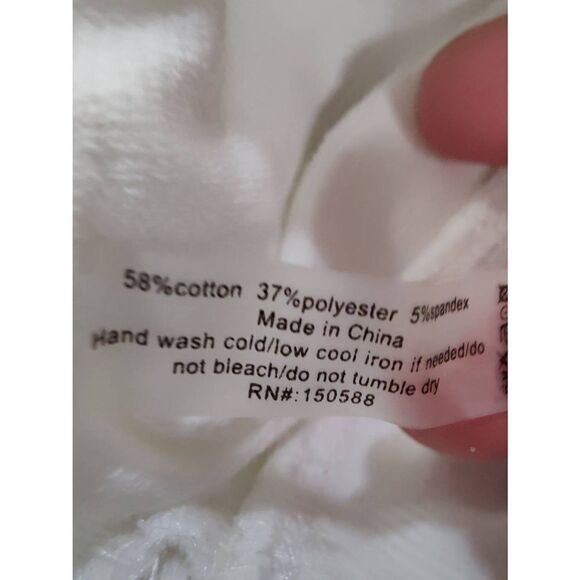 58%cotton 37%polyester 5%spandex
Made in China
Hand wash cold/low cool iron if needed/do
not bleach/do not tumble dry
RN#:150588